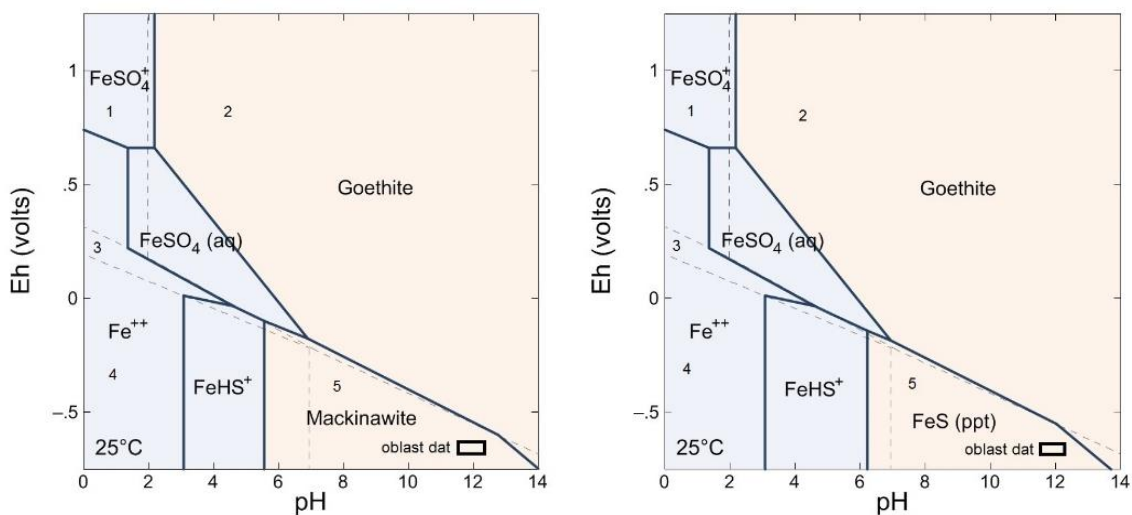 FeSO₄⁺
1
2
Goethite
FeSO₄ (aq)
3
Fe⁺⁺
4
FeHS⁺
5
Mackinawite
oblast dat
25°C
Eh (volts)
1
.5
0
–.5
0 2 4 6 8 10 12 14
pH
FeSO₄⁺
1
2
Goethite
FeSO₄ (aq)
3
Fe⁺⁺
4
FeHS⁺
5
FeS (ppt)
oblast dat
25°C
Eh (volts)
1
.5
0
–.5
0 2 4 6 8 10 12 14
pH